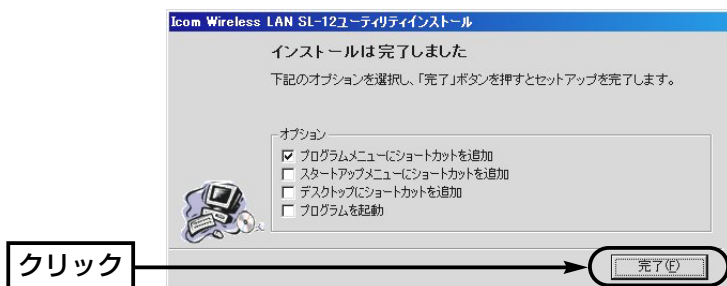 Icom Wireless LAN SL-12ユーティリティインストール
インストールは完了しました
下記のオプションを選択し、「完了」ボタンを押すとセットアップを完了します。
オプション
プログラムメニューにショートカットを追加
スタートアップメニューにショートカットを追加
デスクトップにショートカットを追加
プログラムを起動
クリック
完了(F)